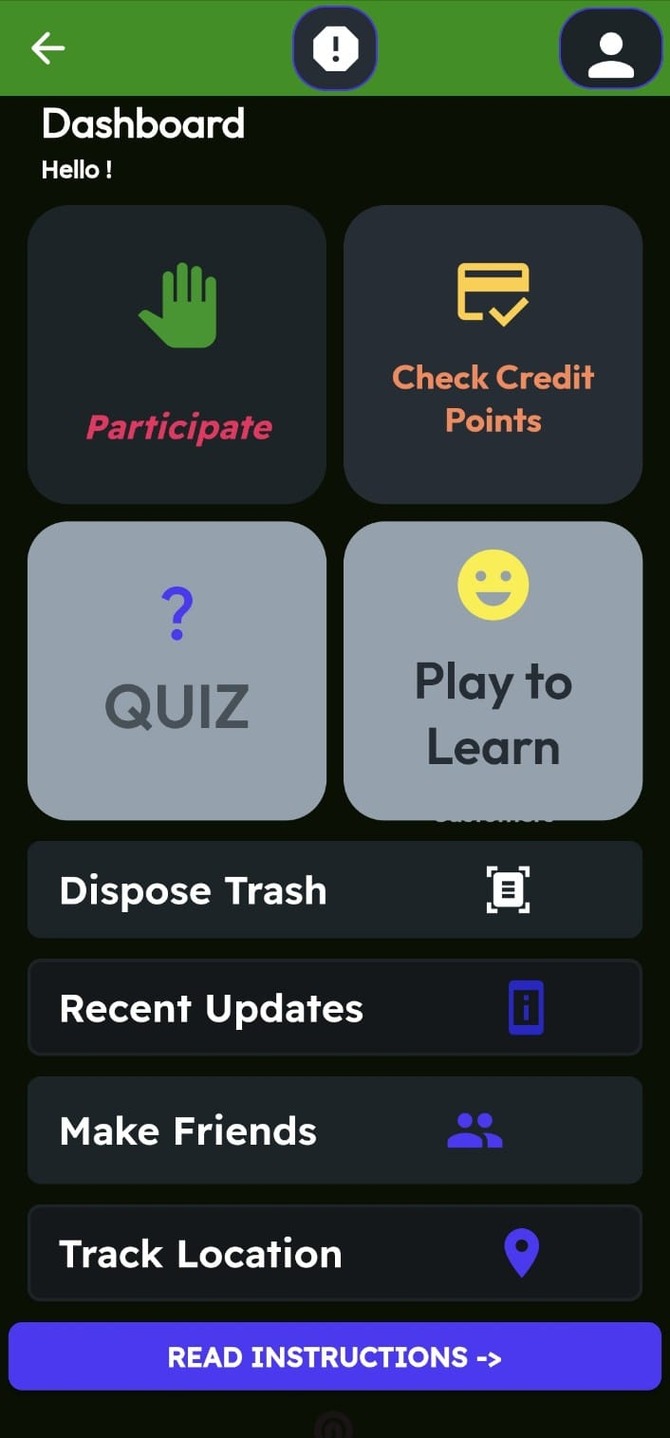 Dashboard
Hello !
Participate
Check Credit
Points
?
QUIZ
Play to
Learn
Dispose Trash
Recent Updates
Make Friends
Track Location
READ INSTRUCTIONS ->